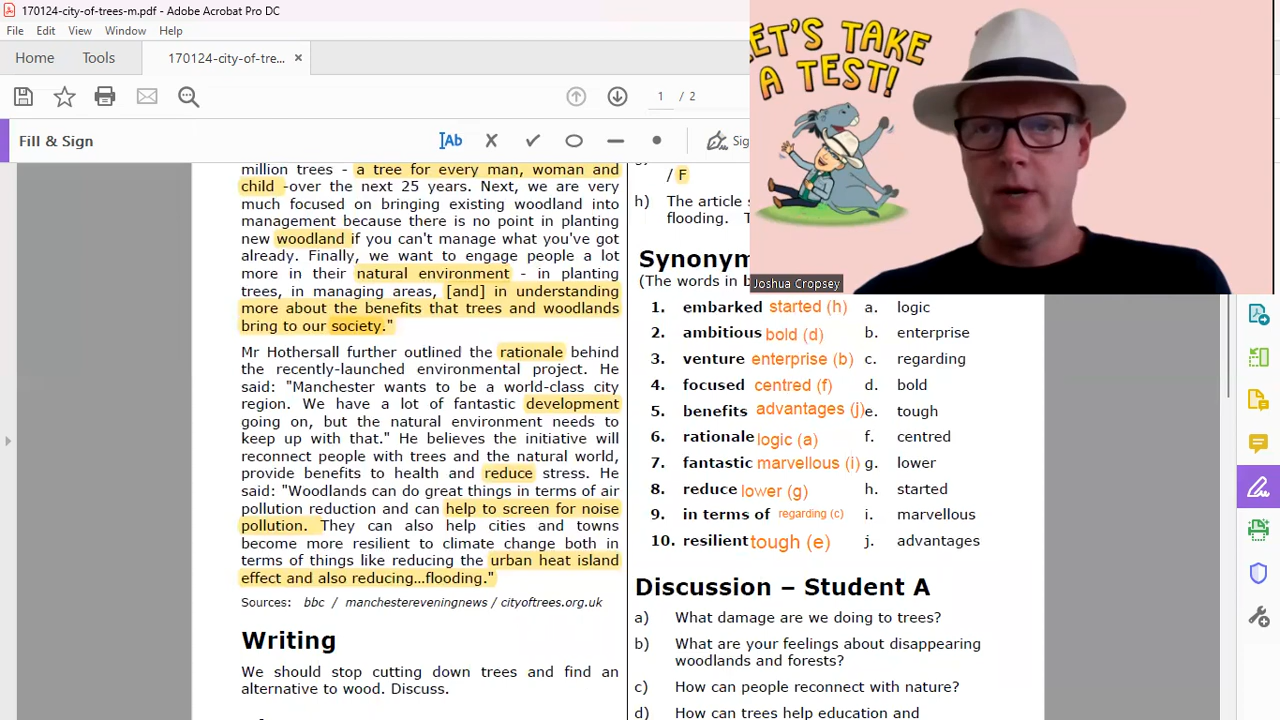 170124-city-of-trees-m.pdf - Adobe Acrobat Pro DC
File Edit View Window Help
Home Tools 170124-city-of-tre... ×
1 / 2
Fill & Sign
Ab
Sig
LET'S TAKE
A TEST!
Joshua Cropsey
million trees - a tree for every man, woman and
child -over the next 25 years. Next, we are very
much focused on bringing existing woodland into
management because there is no point in planting
new woodland if you can't manage what you've got
already. Finally, we want to engage people a lot
more in their natural environment - in planting
trees, in managing areas, [and] in understanding
more about the benefits that trees and woodlands
bring to our society."
Mr Hothersall further outlined the rationale behind
the recently-launched environmental project. He
said: "Manchester wants to be a world-class city
region. We have a lot of fantastic development
going on, but the natural environment needs to
keep up with that." He believes the initiative will
reconnect people with trees and the natural world,
provide benefits to health and reduce stress. He
said: "Woodlands can do great things in terms of air
pollution reduction and can help to screen for noise
pollution. They can also help cities and towns
become more resilient to climate change both in
terms of things like reducing the urban heat island
effect and also reducing...flooding."
Sources: bbc / manchestereveningnews / cityoftrees.org.uk
Writing
We should stop cutting down trees and find an
alternative to wood. Discuss.
/ F
h) The article s
flooding. T
Synonym
(The words in b
1. embarked started (h) a. logic
2. ambitious bold (d) b. enterprise
3. venture enterprise (b) c. regarding
4. focused centred (f) d. bold
5. benefits advantages (j) e. tough
6. rationale logic (a) f. centred
7. fantastic marvellous (i) g. lower
8. reduce lower (g) h. started
9. in terms of regarding (c) i. marvellous
10. resilient tough (e) j. advantages
Discussion – Student A
a) What damage are we doing to trees?
b) What are your feelings about disappearing
woodlands and forests?
c) How can people reconnect with nature?
d) How can trees help education and